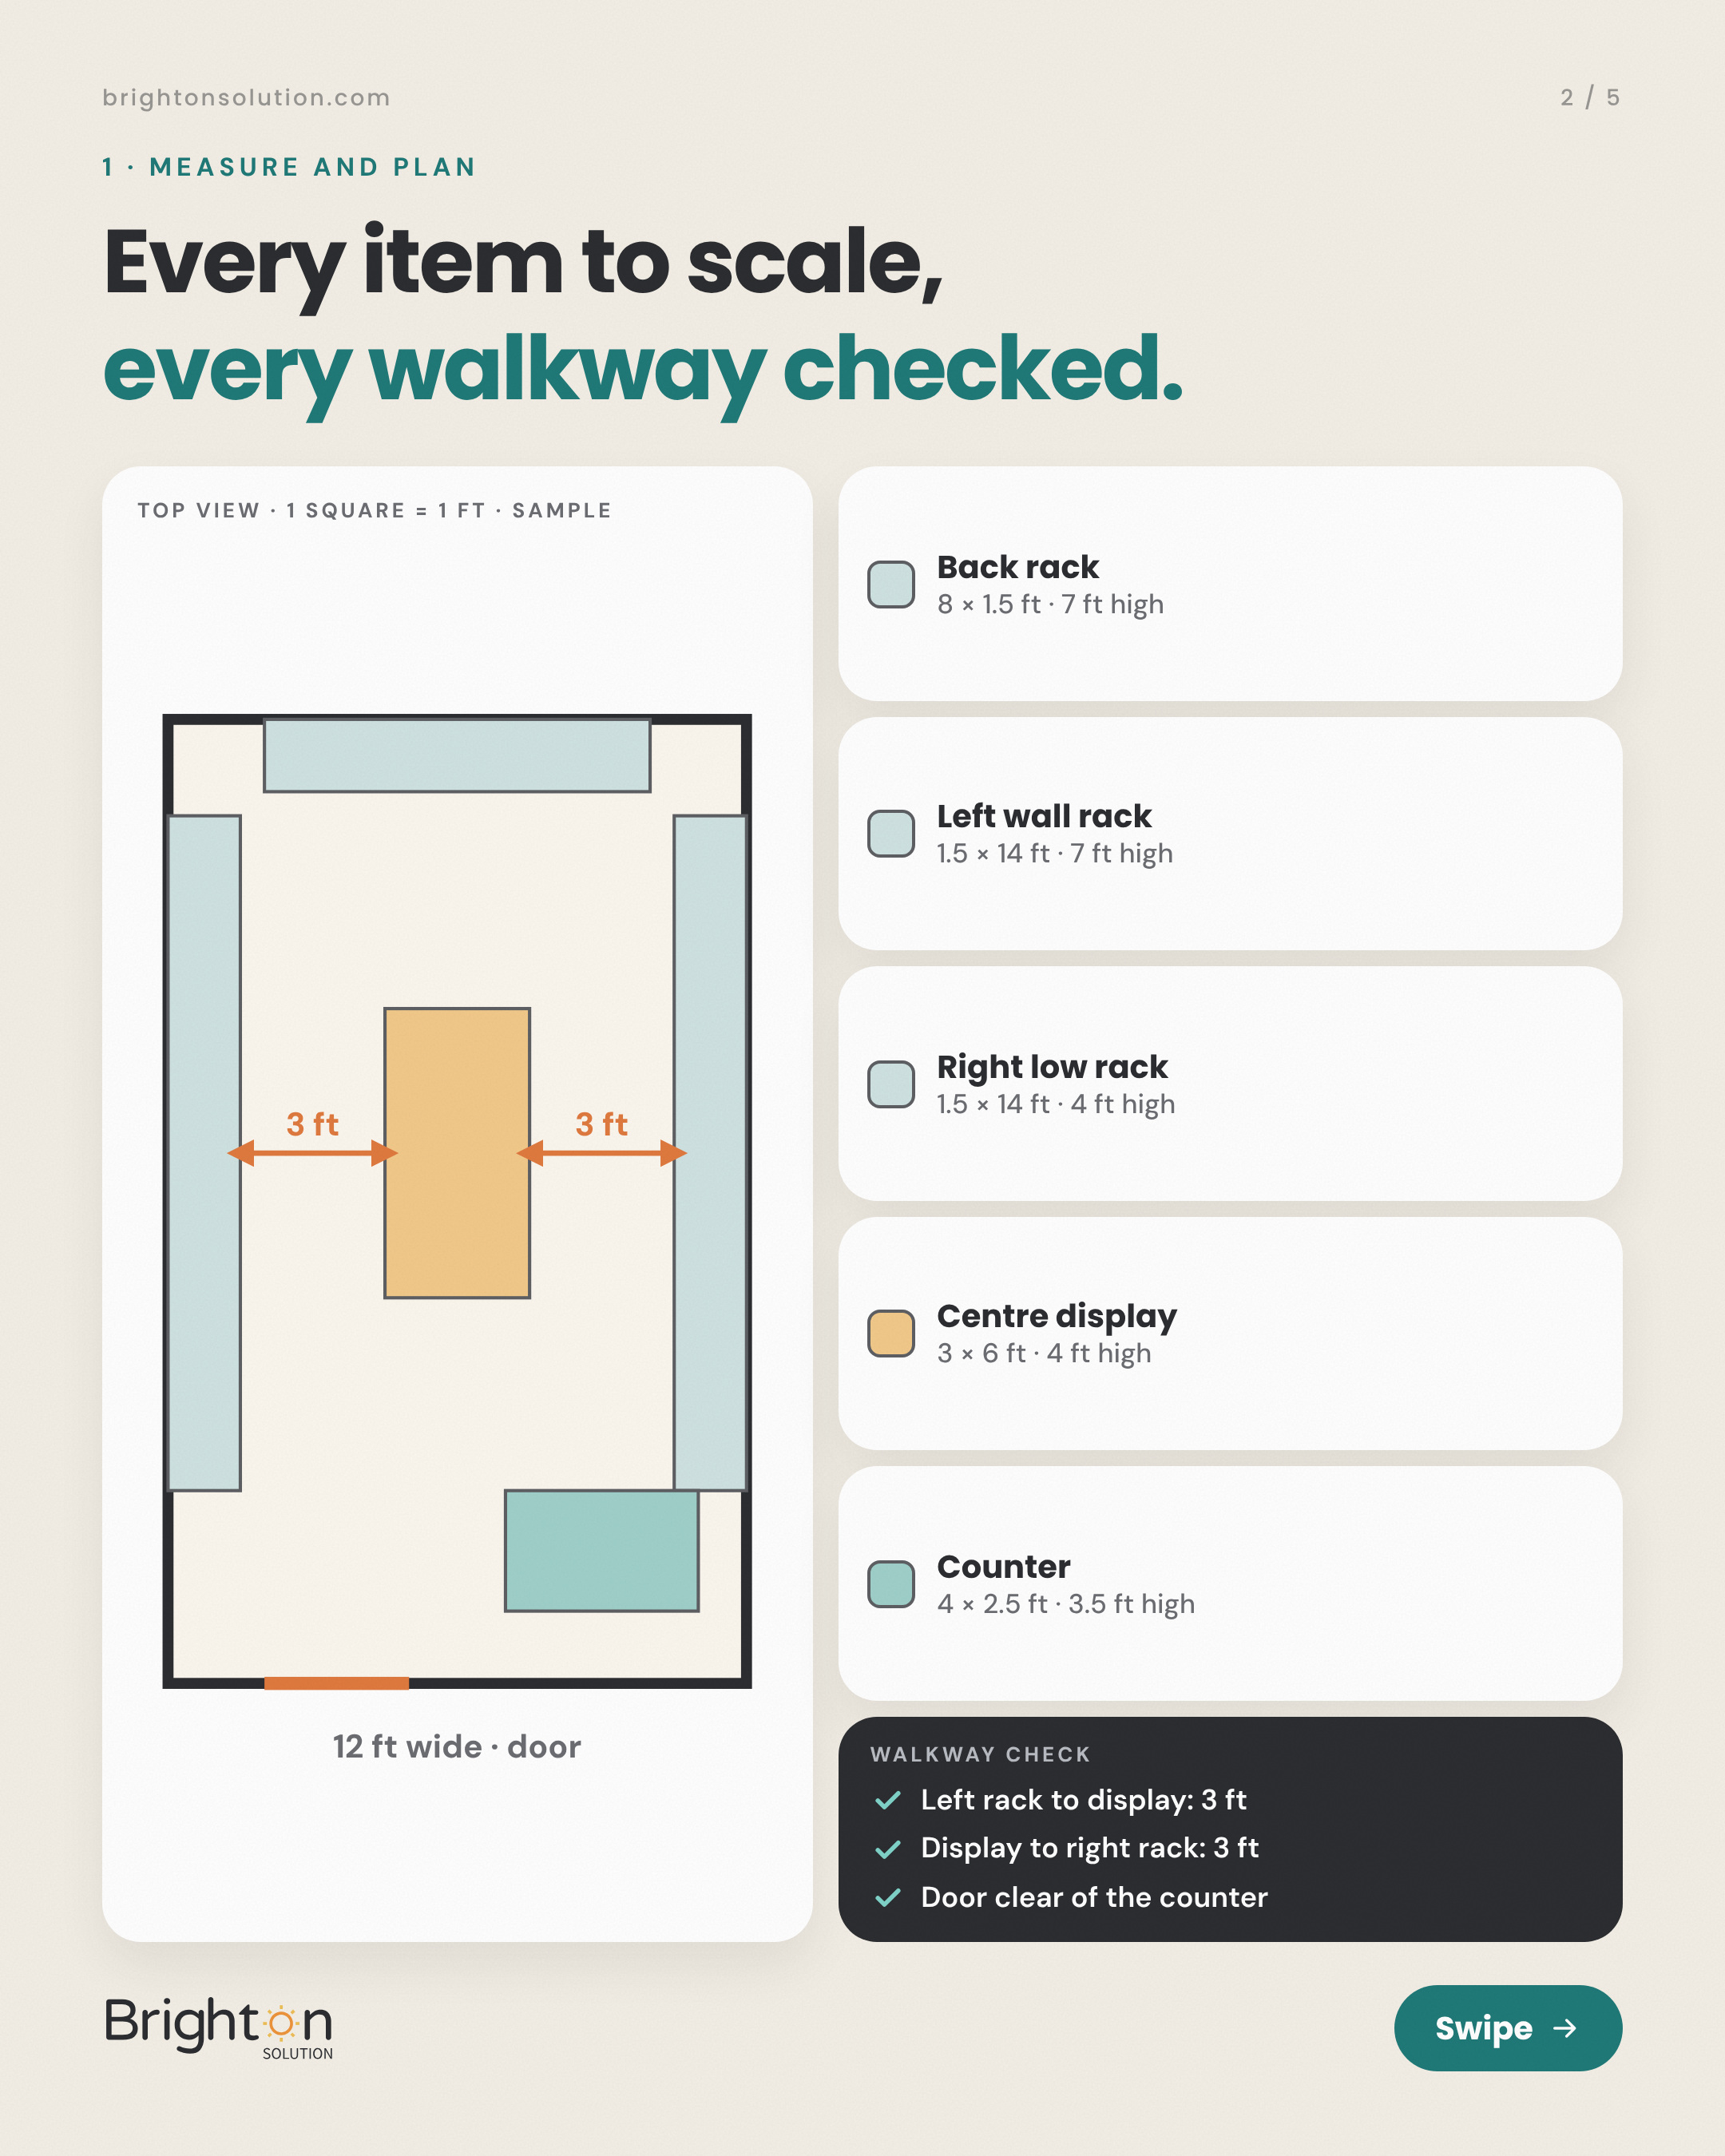 brightonsolution.com
2 / 5
1 · MEASURE AND PLAN
Every item to scale,
every walkway checked.
TOP VIEW · 1 SQUARE = 1 FT · SAMPLE
3 ft
3 ft
12 ft wide · door
Back rack
8 × 1.5 ft · 7 ft high
Left wall rack
1.5 × 14 ft · 7 ft high
Right low rack
1.5 × 14 ft · 4 ft high
Centre display
3 × 6 ft · 4 ft high
Counter
4 × 2.5 ft · 3.5 ft high
WALKWAY CHECK
Left rack to display: 3 ft
Display to right rack: 3 ft
Door clear of the counter
Brighton
SOLUTION
Swipe →